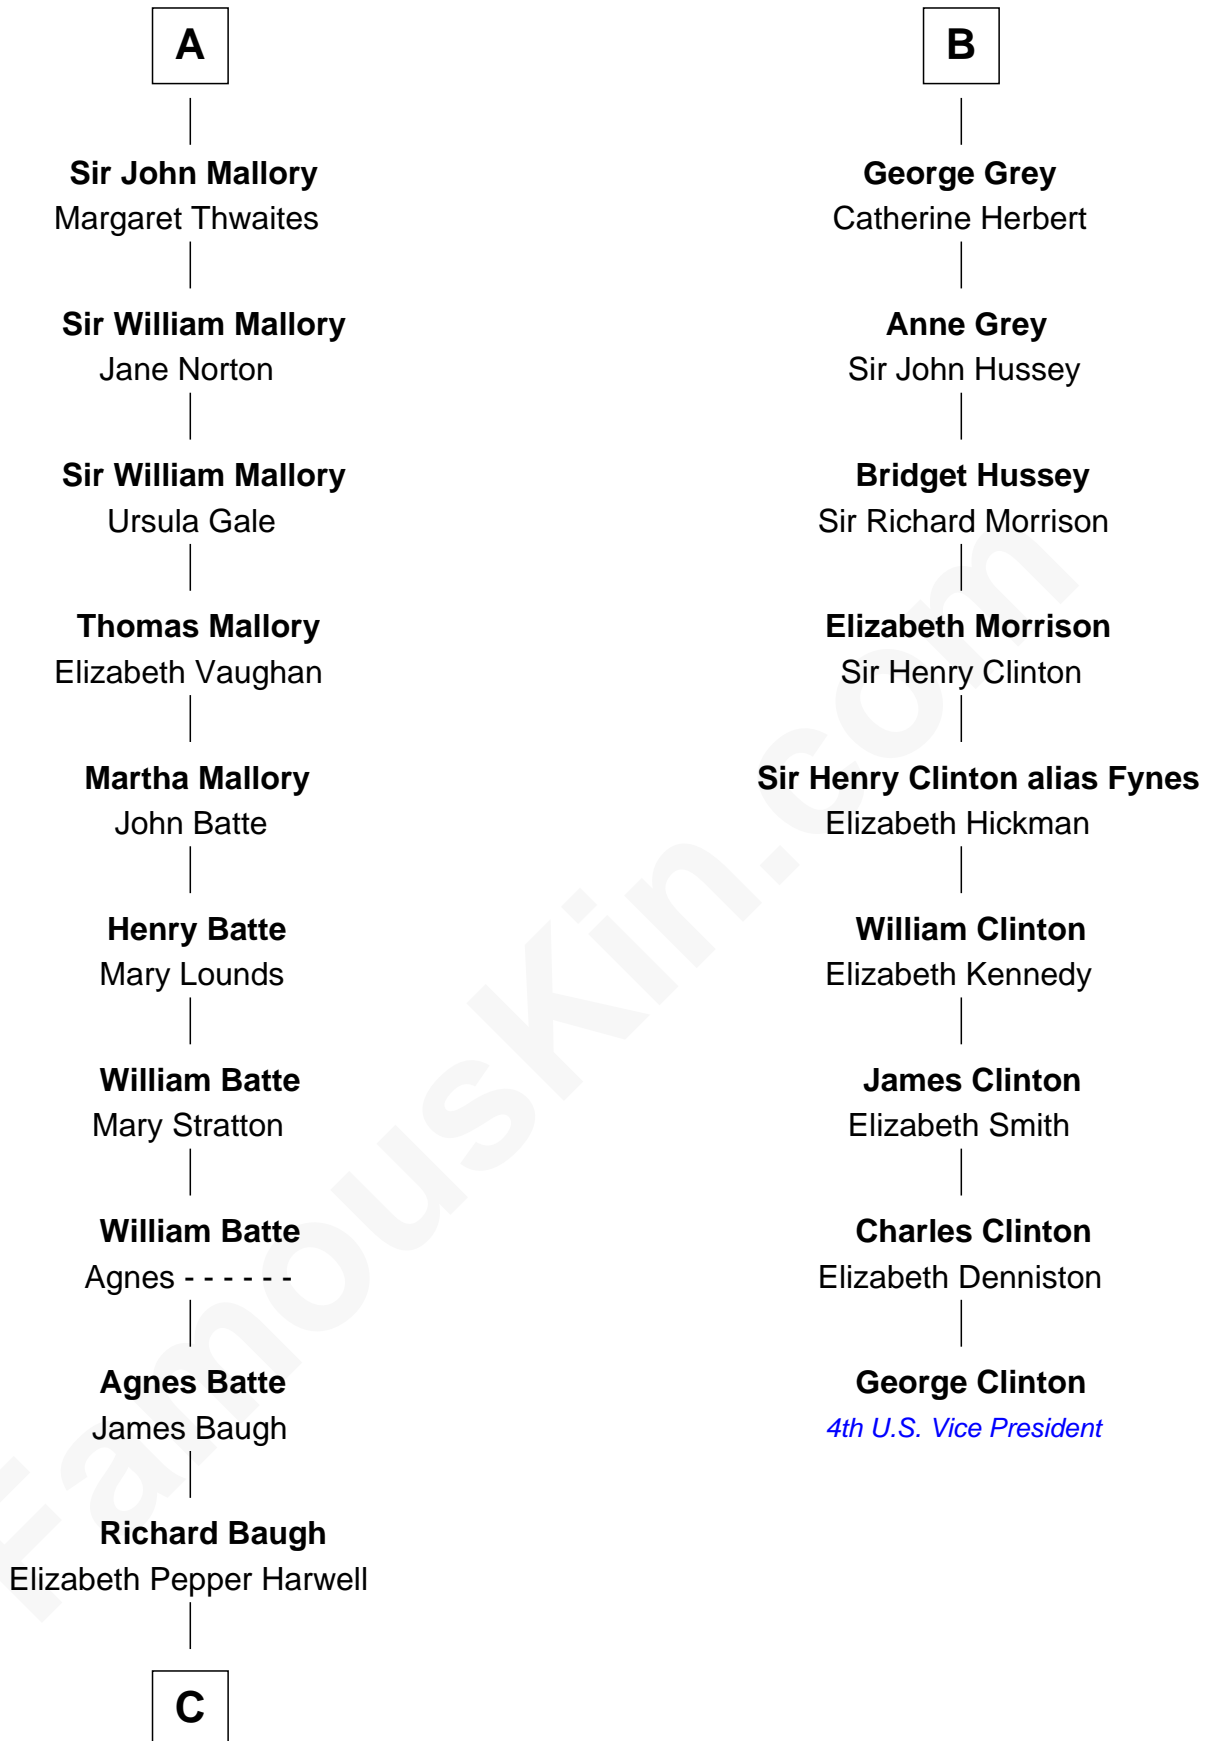 A
Sir John Mallory
Margaret Thwaites
Sir William Mallory
Jane Norton
Sir William Mallory
Ursula Gale
Thomas Mallory
Elizabeth Vaughan
Martha Mallory
John Batte
Henry Batte
Mary Lounds
William Batte
Mary Stratton
William Batte
Agnes - - - - - -
Agnes Batte
James Baugh
Richard Baugh
Elizabeth Pepper Harwell
C
B
George Grey
Catherine Herbert
Anne Grey
Sir John Hussey
Bridget Hussey
Sir Richard Morrison
Elizabeth Morrison
Sir Henry Clinton
Sir Henry Clinton alias Fynes
Elizabeth Hickman
William Clinton
Elizabeth Kennedy
James Clinton
Elizabeth Smith
Charles Clinton
Elizabeth Denniston
George Clinton
4th U.S. Vice President
FamousKin.com